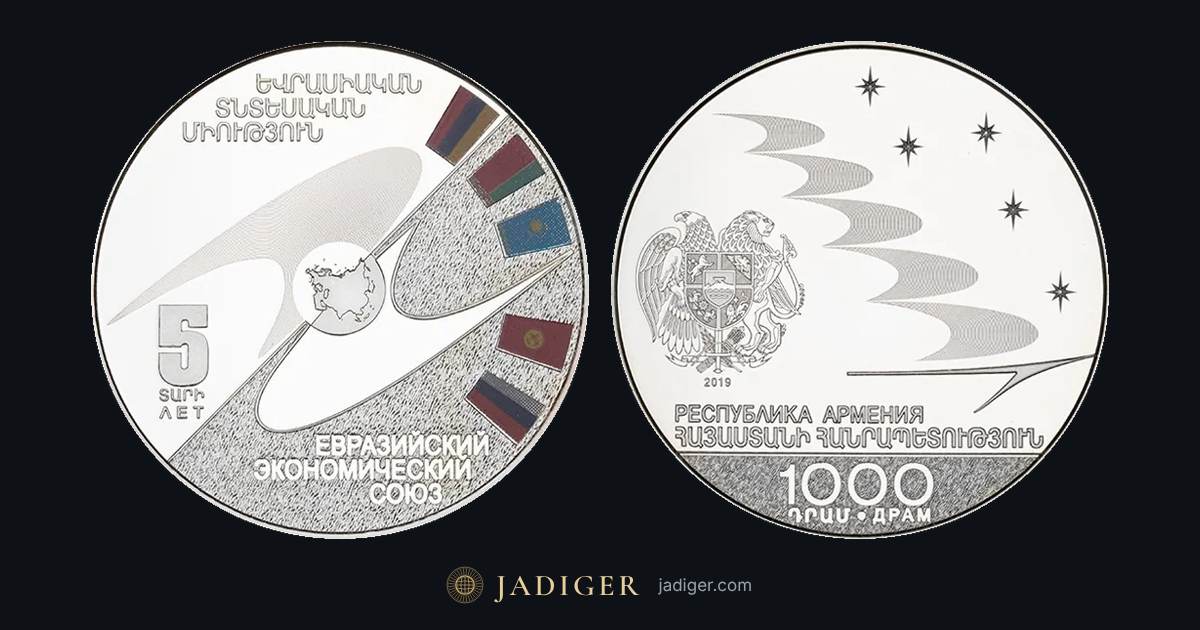 ԵՎՐԱՍԻԱԿԱՆ
ՏՆՏԵՍԱԿԱՆ
ՄԻՈՒԹՅՈՒՆ
5
ՏԱՐԻ
ЛЕТ
ЕВРАЗИЙСКИЙ
ЭКОНОМИЧЕСКИЙ
СОЮЗ
2019
РЕСПУБЛИКА АРМЕНИЯ
ՀԱՅԱՍՏԱՆԻ ՀԱՆՐԱՊԵՏՈՒԹՅՈՒՆ
1000
ԴՐԱՄ • ДРАМ
JADIGER jadiger.com